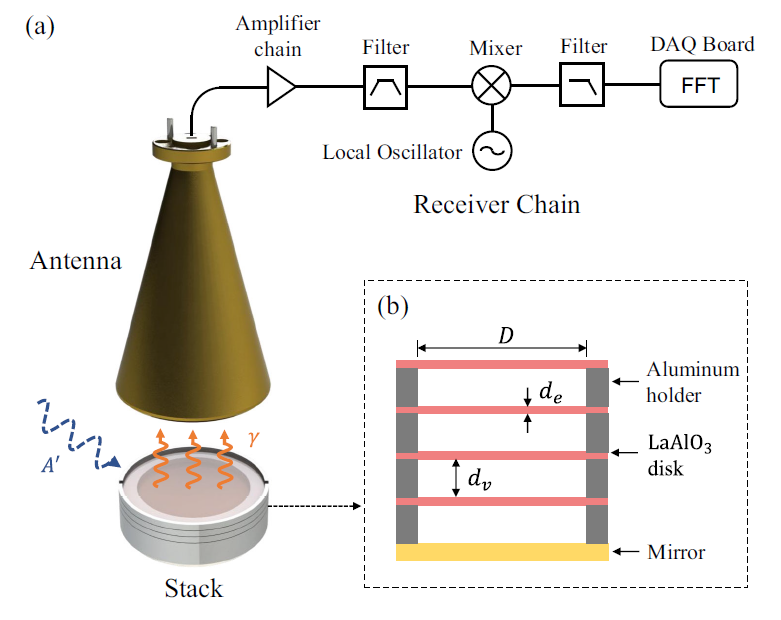 (a)
Amplifier
chain
Filter
Mixer
Filter
DAQ Board
FFT
Local Oscillator
Receiver Chain
Antenna
A′
γ
Stack
(b)
D
d_e
d_v
Aluminum
holder
LaAlO₃
disk
Mirror